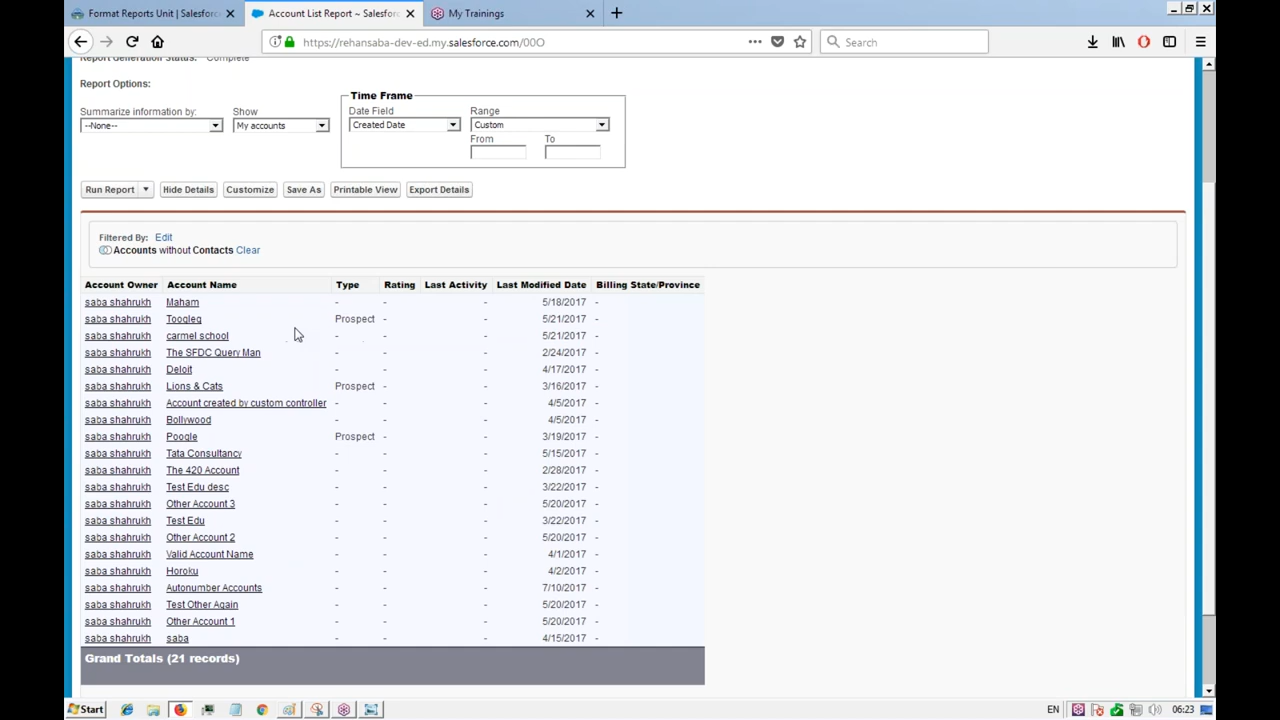 Format Reports Unit | Salesforc
Account List Report ~ Salesforc
My Trainings
https://rehansaba-dev-ed.my.salesforce.com/00O
Search
Report Generation Status: Complete
Report Options:
Summarize information by:
--None--
Show
My accounts
Time Frame
Date Field
Created Date
Range
Custom
From
To
Run Report
Hide Details
Customize
Save As
Printable View
Export Details
Filtered By: Edit
Accounts without Contacts Clear
Account Owner Account Name Type Rating Last Activity Last Modified Date Billing State/Province
saba shahrukh Maham - - - 5/18/2017 -
saba shahrukh Toogleg Prospect - - 5/21/2017 -
saba shahrukh carmel school - - - 5/21/2017 -
saba shahrukh The SFDC Query Man - - - 2/24/2017 -
saba shahrukh Deloit - - - 4/17/2017 -
saba shahrukh Lions & Cats Prospect - - 3/16/2017 -
saba shahrukh Account created by custom controller - - - 4/5/2017 -
saba shahrukh Bollywood - - - 4/5/2017 -
saba shahrukh Poogle Prospect - - 3/19/2017 -
saba shahrukh Tata Consultancy - - - 5/15/2017 -
saba shahrukh The 420 Account - - - 2/28/2017 -
saba shahrukh Test Edu desc - - - 3/22/2017 -
saba shahrukh Other Account 3 - - - 5/20/2017 -
saba shahrukh Test Edu - - - 3/22/2017 -
saba shahrukh Other Account 2 - - - 5/20/2017 -
saba shahrukh Valid Account Name - - - 4/1/2017 -
saba shahrukh Horoku - - - 4/2/2017 -
saba shahrukh Autonumber Accounts - - - 7/10/2017 -
saba shahrukh Test Other Again - - - 5/20/2017 -
saba shahrukh Other Account 1 - - - 5/20/2017 -
saba shahrukh saba - - - 4/15/2017 -
Grand Totals (21 records)
Start
EN
06:23